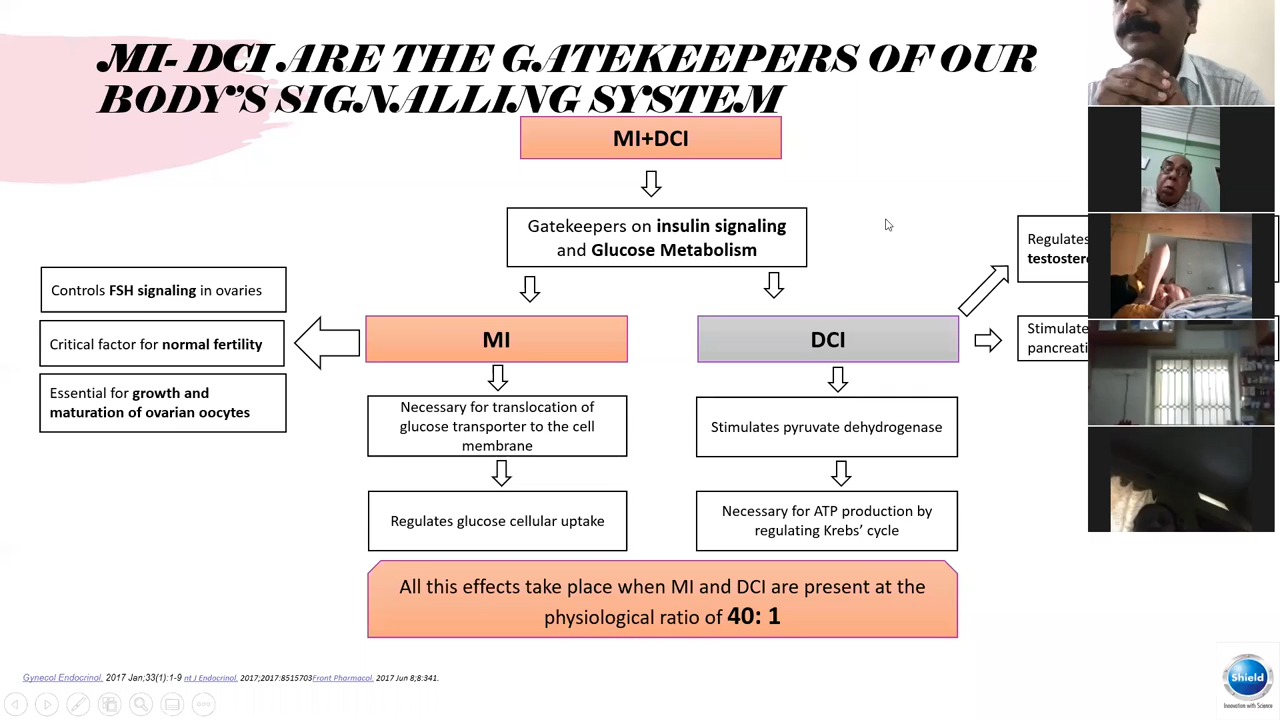 MI- DCI ARE THE GATEKEEPERS OF OUR
BODY'S SIGNALLING SYSTEM
MI+DCI
Gatekeepers on insulin signaling
and Glucose Metabolism
Controls FSH signaling in ovaries
Critical factor for normal fertility
Essential for growth and
maturation of ovarian oocytes
MI
DCI
Regulates
Stimulate
Necessary for translocation of
glucose transporter to the cell
membrane
Stimulates pyruvate dehydrogenase
Regulates glucose cellular uptake
Necessary for ATP production by
regulating Krebs' cycle
All this effects take place when MI and DCI are present at the
physiological ratio of 40: 1
Gynecol Endocrinol. 2017 Jan;33(1):1-9 nt J Endocrinol. 2017;2017:8515703Front Pharmacol. 2017 Jun 8;8:341.
Shield
Innovation with Science